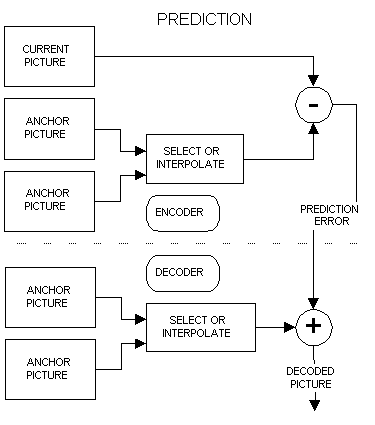 PREDICTION
CURRENT
PICTURE
-
ANCHOR
PICTURE
SELECT OR
INTERPOLATE
ANCHOR
PICTURE
ENCODER
PREDICTION
ERROR
DECODER
ANCHOR
PICTURE
SELECT OR
INTERPOLATE
+
ANCHOR
PICTURE
DECODED
PICTURE